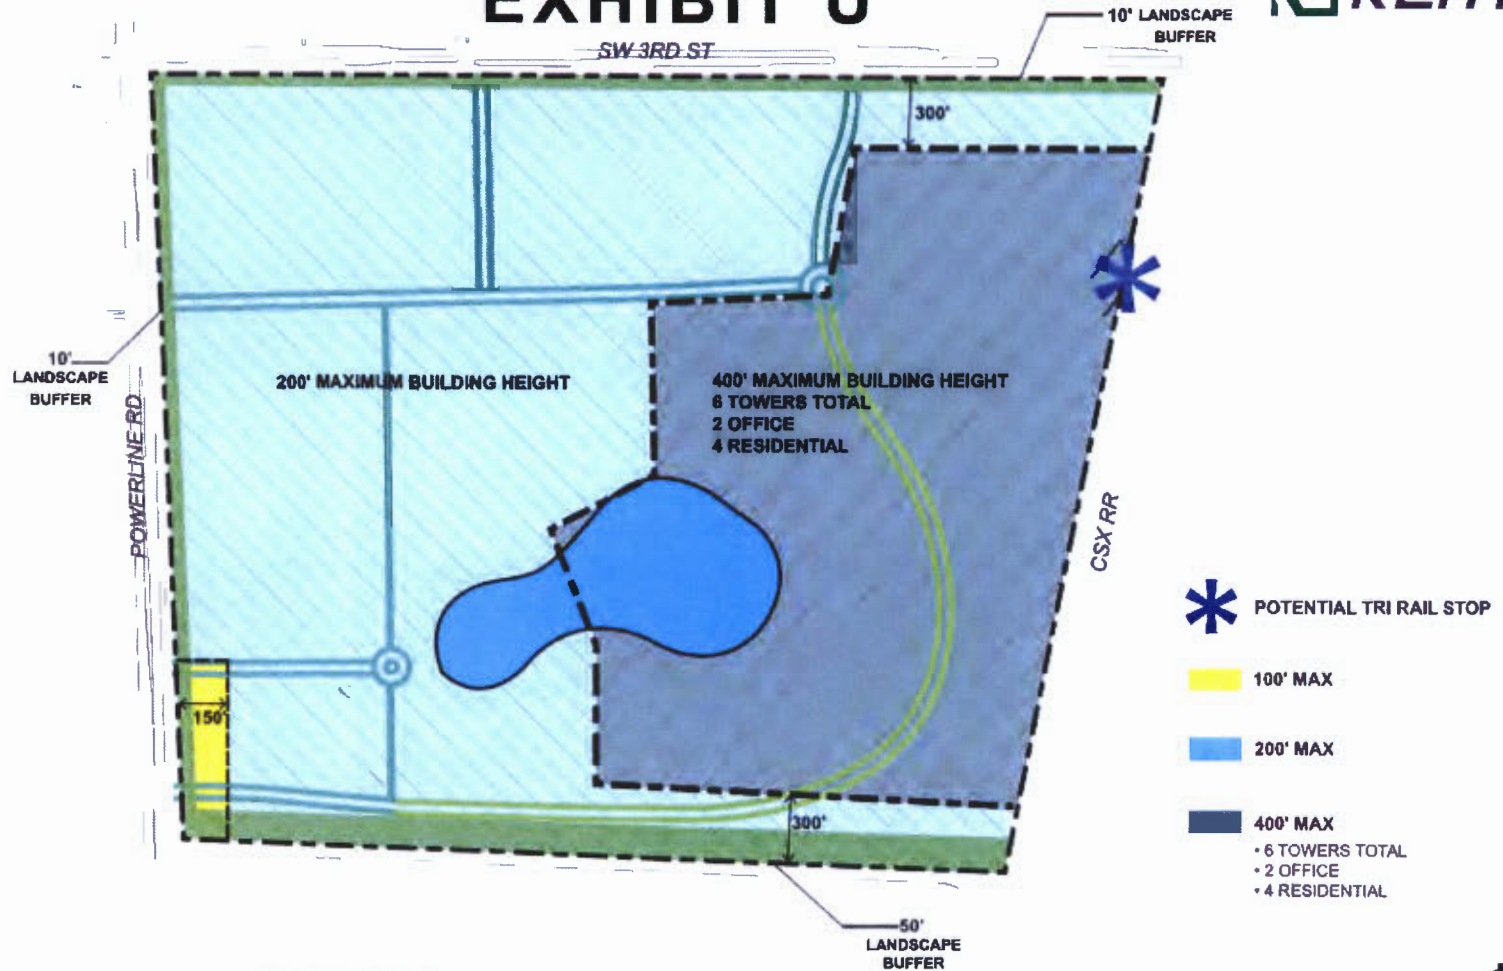 EXHIBIT
10' LANDSCAPE
BUFFER
SW 3RD ST
300'
10'
LANDSCAPE
BUFFER
POWERLINE RD
200' MAXIMUM BUILDING HEIGHT
400' MAXIMUM BUILDING HEIGHT
6 TOWERS TOTAL
2 OFFICE
4 RESIDENTIAL
CSX RR
150'
300'
50'
LANDSCAPE
BUFFER
POTENTIAL TRI RAIL STOP
100' MAX
200' MAX
400' MAX
• 6 TOWERS TOTAL
• 2 OFFICE
• 4 RESIDENTIAL